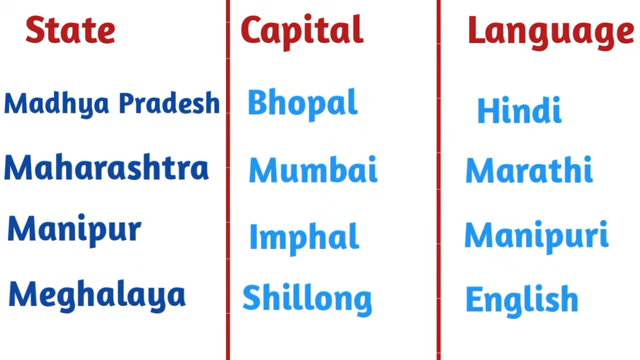 State Capital Language
Madhya Pradesh Bhopal Hindi
Maharashtra Mumbai Marathi
Manipur Imphal Manipuri
Meghalaya Shillong English